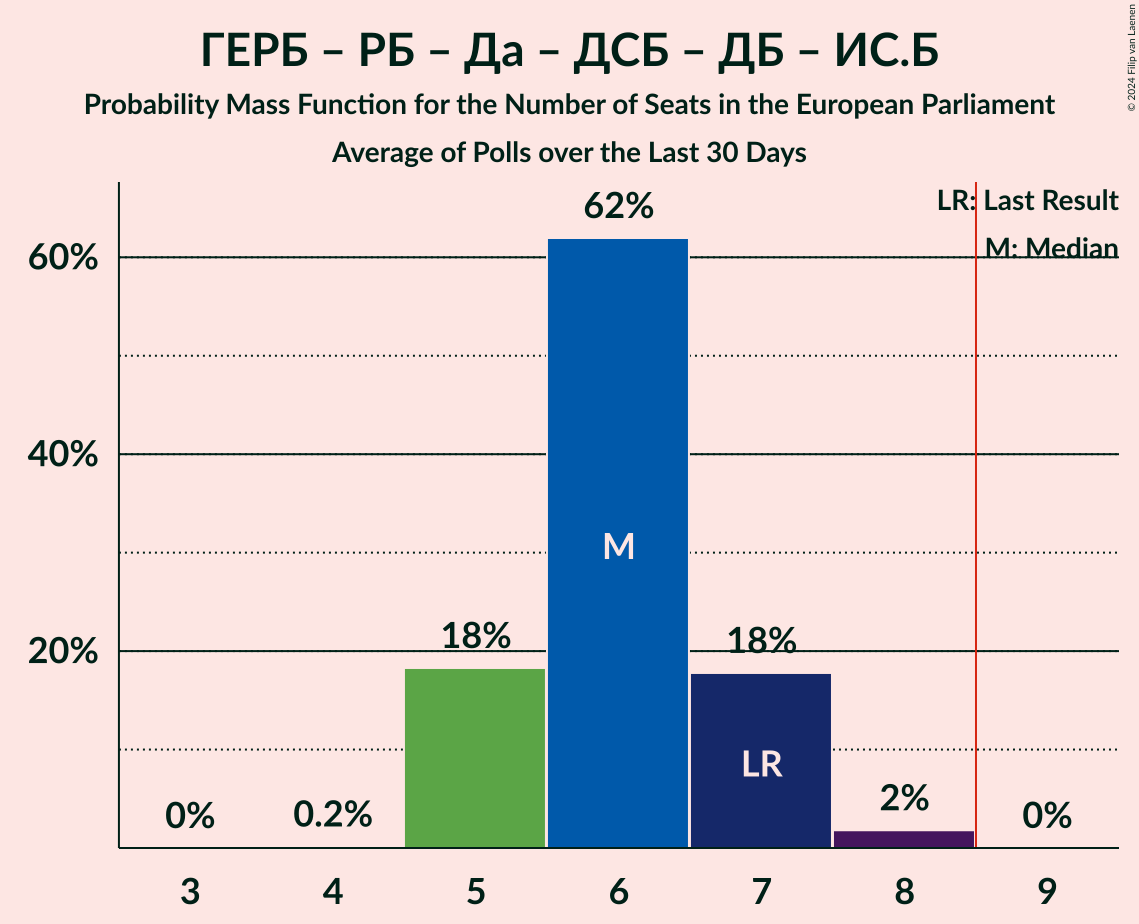 ГЕРБ – РБ – Да – ДСБ – ДБ – ИС.Б
Probability Mass Function for the Number of Seats in the European Parliament
Average of Polls over the Last 30 Days
© 2024 Filip van Laenen
LR: Last Result
M: Median
60%
40%
20%
0%
0.2%
18%
62%
18%
2%
0%
M
LR
3
4
5
6
7
8
9